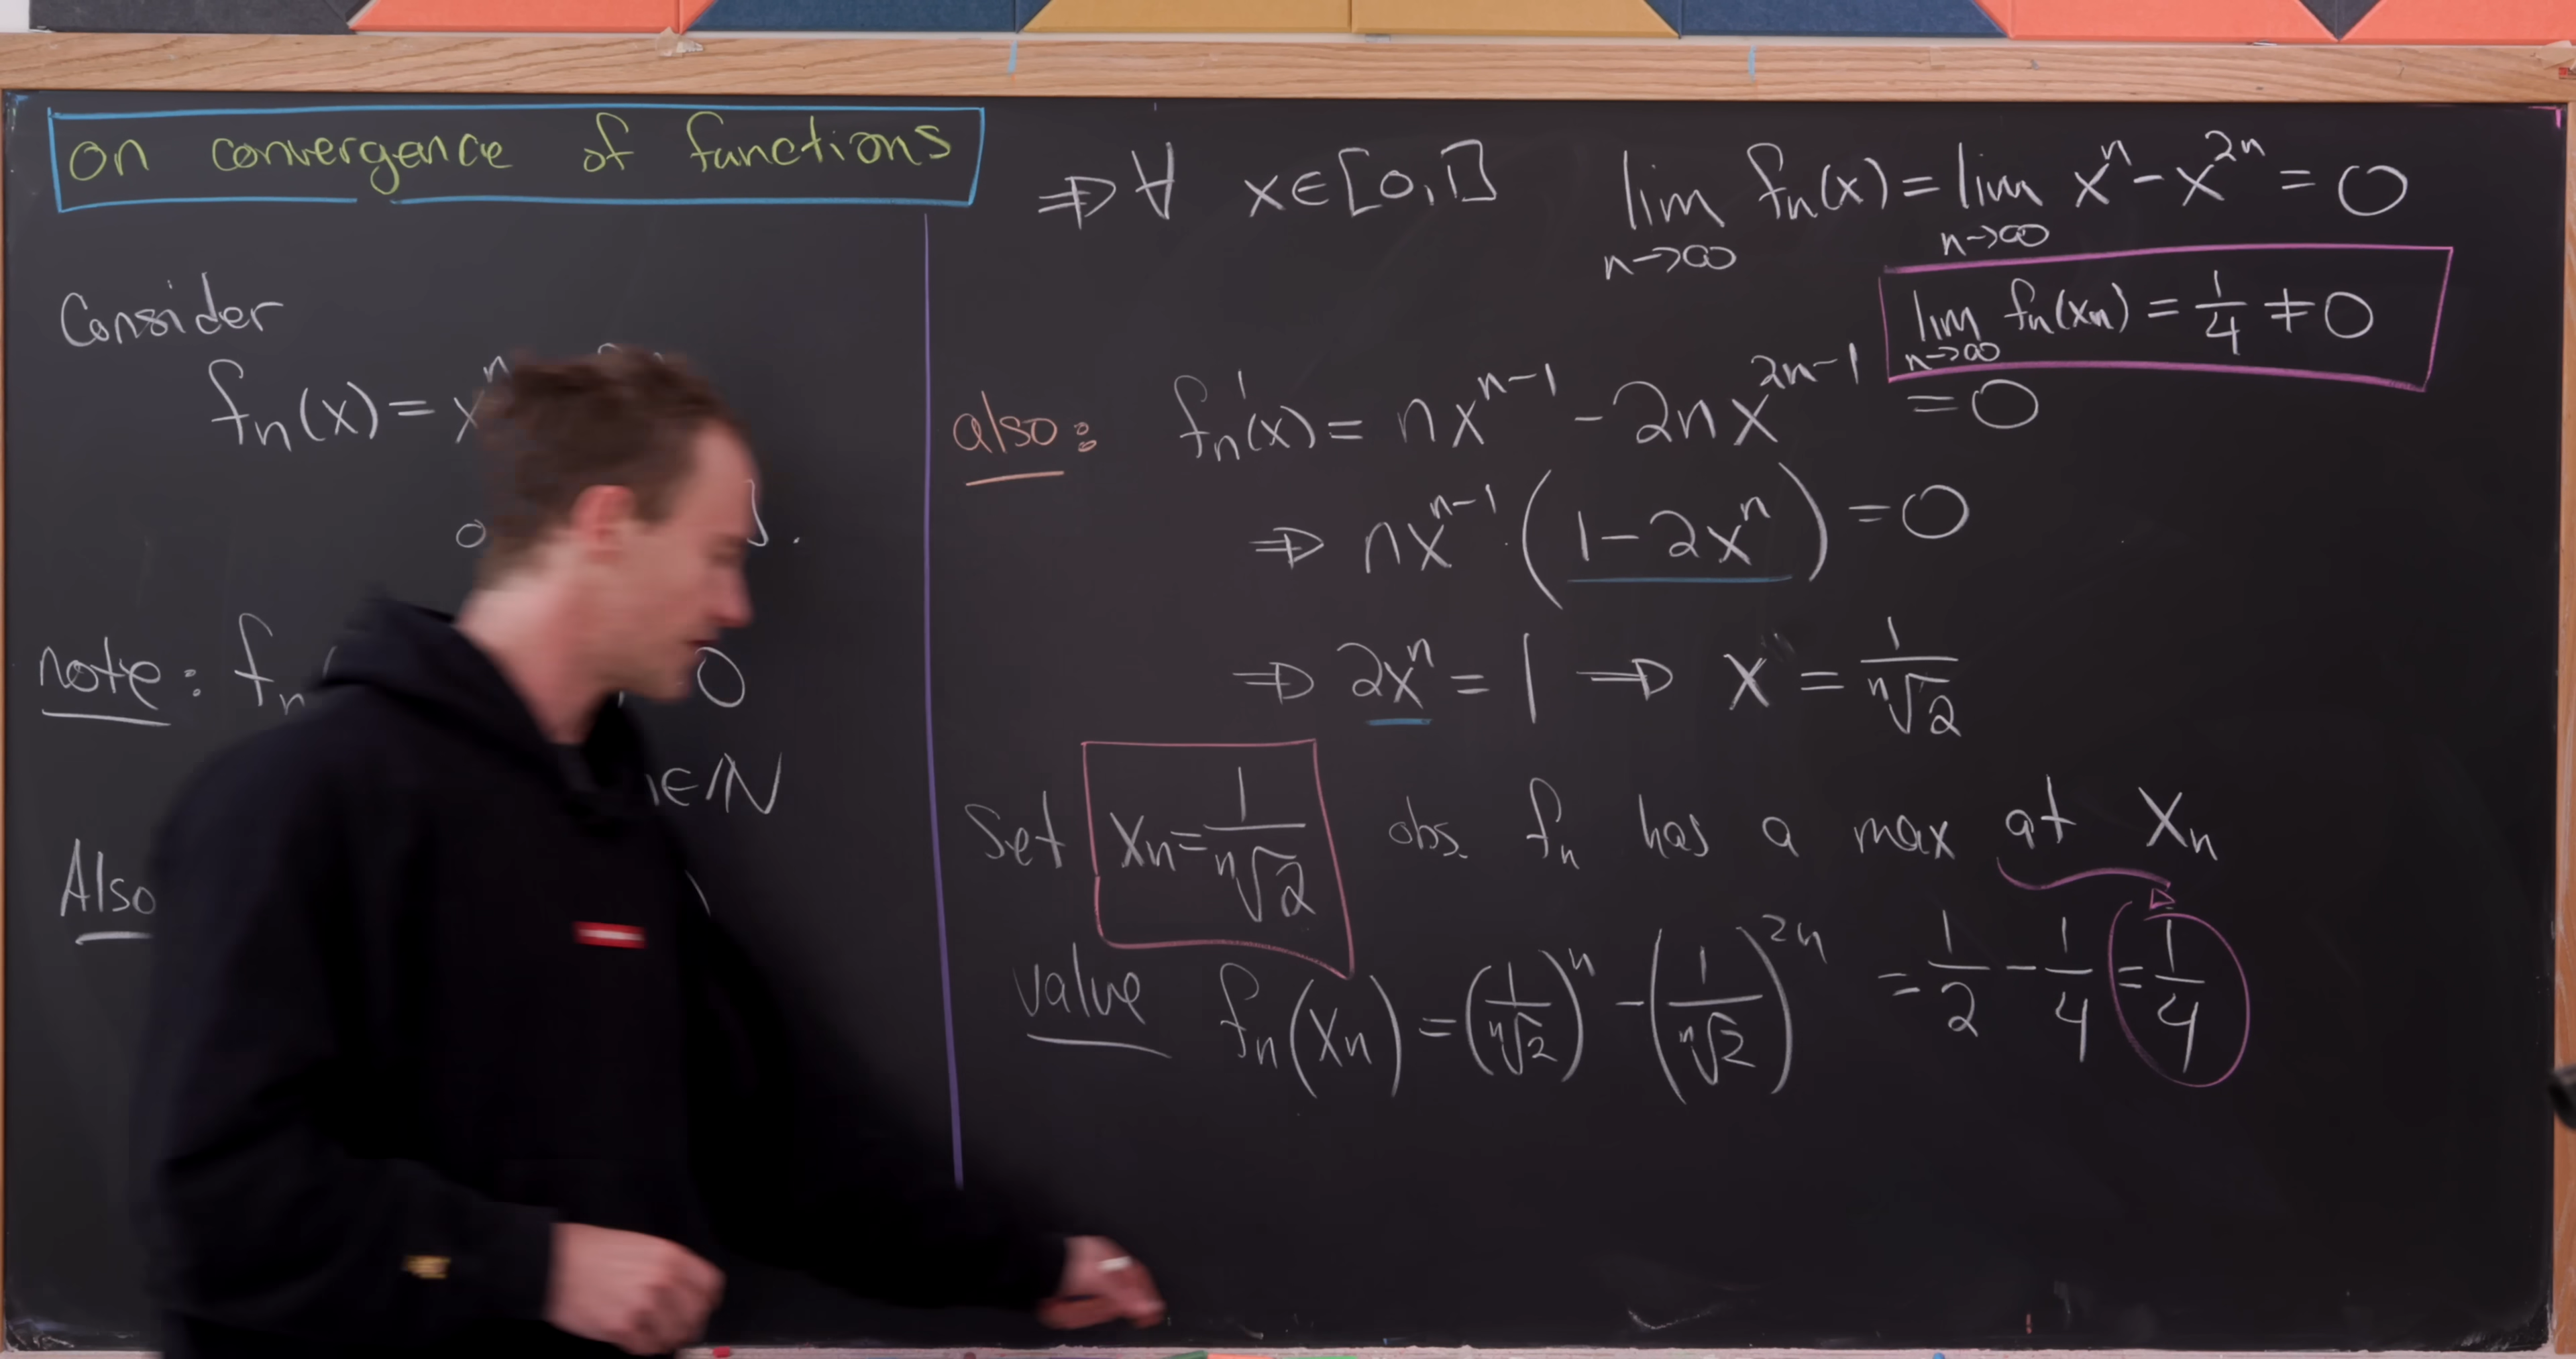 on convergence of functions
Consider
fn(x) = x^n
note: fn 0
n∈ℕ
Also
⇒ ∀ x∈[0,1] lim n→∞ fn(x) = lim n→∞ x^n - x^2n = 0
lim n→∞ fn(xn) = 1/4 ≠ 0
also: fn'(x) = nx^n-1 - 2nx^2n-1 = 0
⇒ nx^n-1 · (1-2x^n) = 0
⇒ 2x^n = 1 ⇒ x = 1/ⁿ√2
Set xn = 1/ⁿ√2 obs. fn has a max at xn
value fn(xn) = (1/ⁿ√2)^n - (1/ⁿ√2)^2n = 1/2 - 1/4 = 1/4